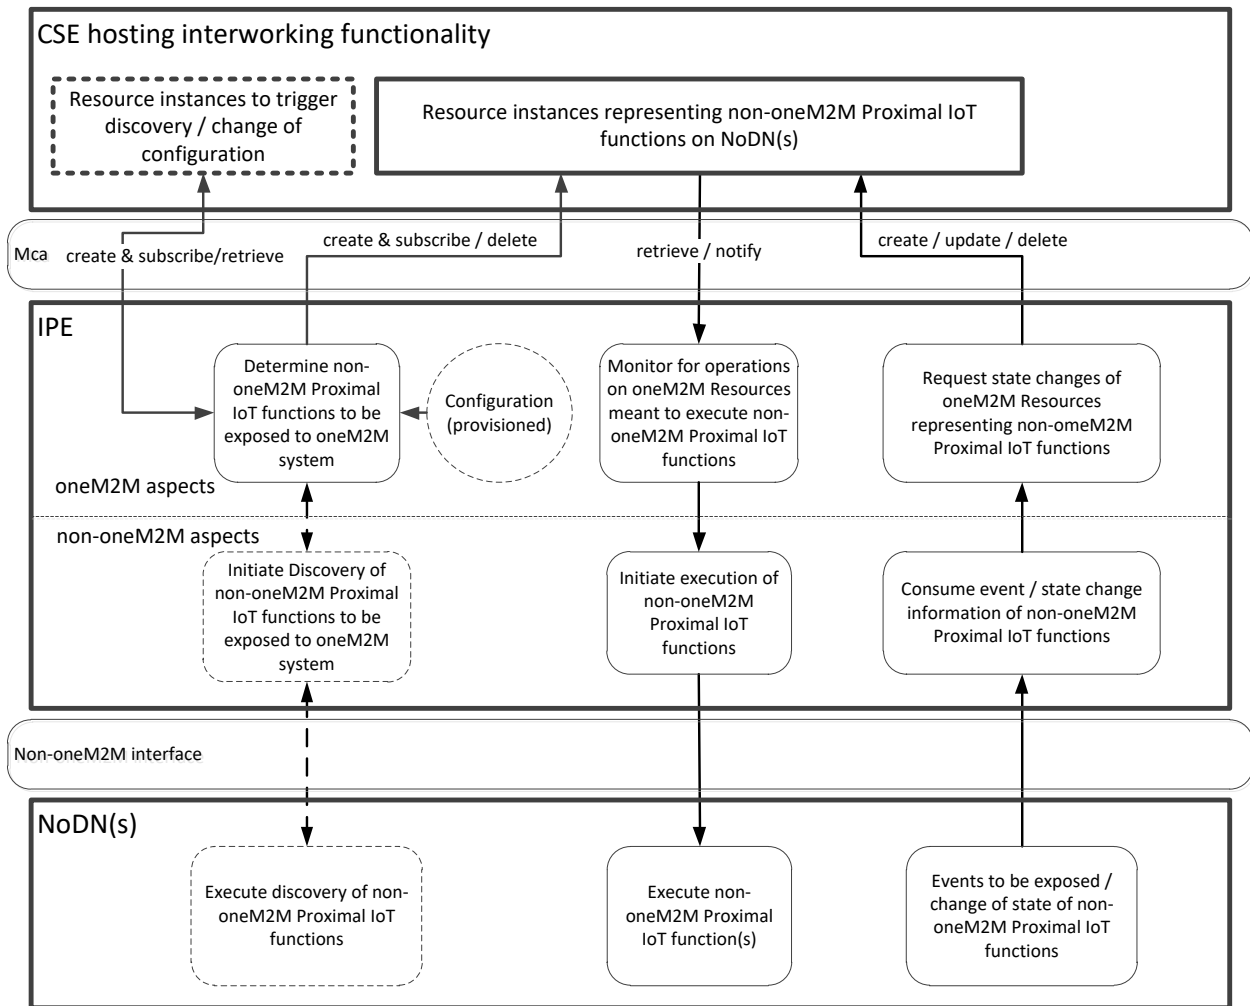 CSE hosting interworking functionality
Resource instances to trigger
discovery / change of
configuration
Resource instances representing non-oneM2M Proximal IoT
functions on NoDN(s)
Mca
create & subscribe/retrieve
create & subscribe / delete
retrieve / notify
create / update / delete
IPE
Determine non-
oneM2M Proximal
IoT functions to be
exposed to oneM2M
system
Configuration
(provisioned)
Monitor for operations
on oneM2M Resources
meant to execute non-
oneM2M Proximal IoT
functions
Request state changes of
oneM2M Resources
representing non-omeM2M
Proximal IoT functions
oneM2M aspects
non-oneM2M aspects
Initiate Discovery of
non-oneM2M Proximal
IoT functions to be
exposed to oneM2M
system
Initiate execution of
non-oneM2M
Proximal IoT
functions
Consume event / state change
information of non-oneM2M
Proximal IoT functions
Non-oneM2M interface
NoDN(s)
Execute discovery of non-
oneM2M Proximal IoT
functions
Execute non-
oneM2M Proximal
IoT function(s)
Events to be exposed /
change of state of non-
oneM2M Proximal IoT
functions